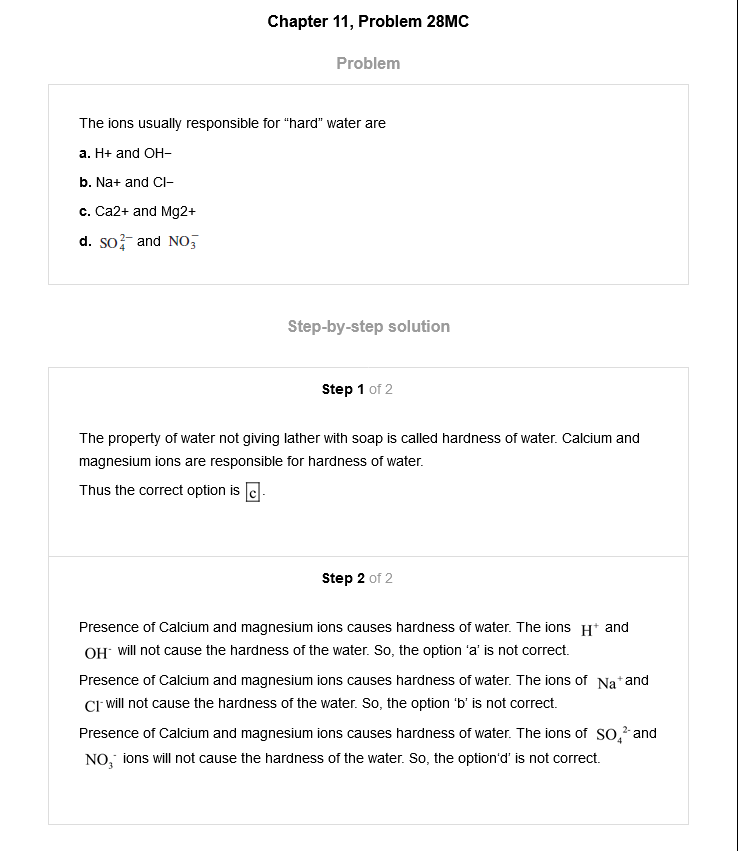 Chapter 11, Problem 28MC
Problem
The ions usually responsible for “hard” water are
a. H+ and OH−
b. Na+ and Cl−
c. Ca2+ and Mg2+
d. SO₄²⁻ and NO₃⁻
Step-by-step solution
Step 1 of 2
The property of water not giving lather with soap is called hardness of water. Calcium and
magnesium ions are responsible for hardness of water.
Thus the correct option is c.
Step 2 of 2
Presence of Calcium and magnesium ions causes hardness of water. The ions H⁺ and
OH⁻ will not cause the hardness of the water. So, the option ‘a’ is not correct.
Presence of Calcium and magnesium ions causes hardness of water. The ions of Na⁺ and
Cl⁻ will not cause the hardness of the water. So, the option ‘b’ is not correct.
Presence of Calcium and magnesium ions causes hardness of water. The ions of SO₄²⁻ and
NO₃⁻ ions will not cause the hardness of the water. So, the option‘d’ is not correct.